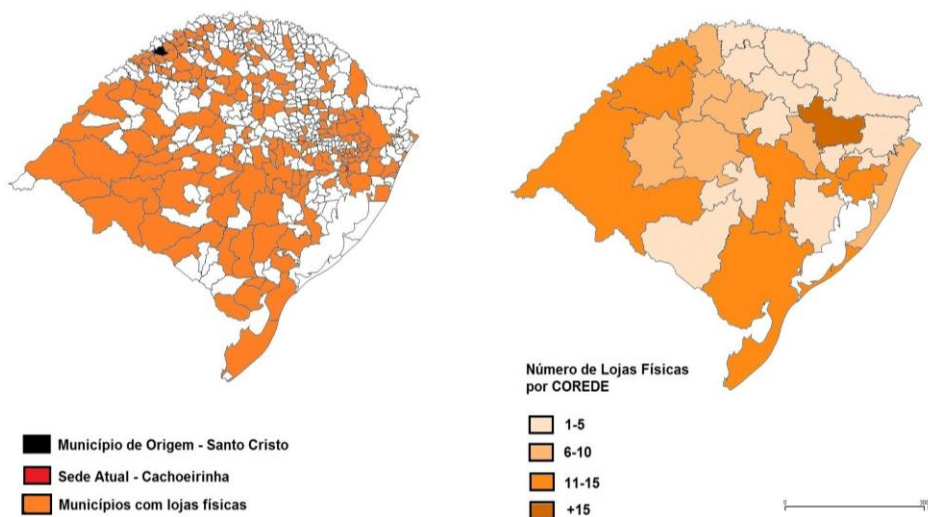 Município de Origem - Santo Cristo
Sede Atual - Cachoeirinha
Municípios com lojas físicas
Número de Lojas Físicas
por COREDE
1-5
6-10
11-15
+15
0